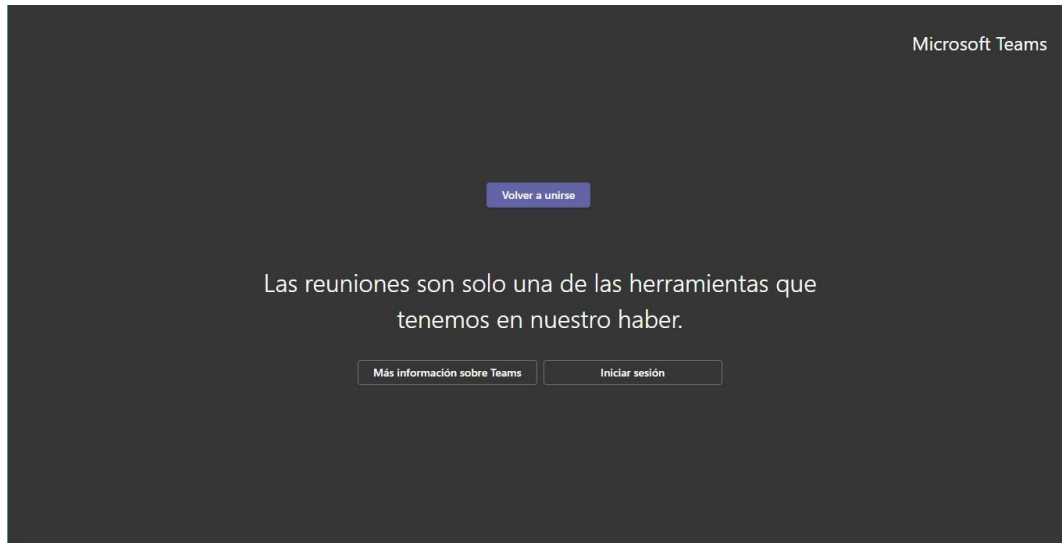 Microsoft Teams
Volver a unirse
Las reuniones son solo una de las herramientas que
tenemos en nuestro haber.
Más información sobre Teams
Iniciar sesión